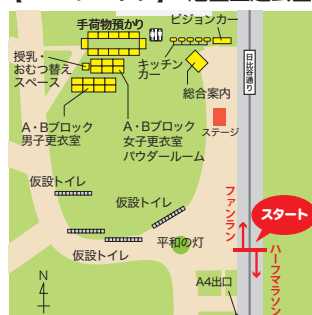 手荷物預かり
ビジョンカー
授乳・
おむつ替え
スペース
キッチン
カー
日比谷通り
総合案内
A・Bブロック
男子更衣室
A・Bブロック
女子更衣室
パウダールーム
ステージ
仮設トイレ
仮設トイレ
ファンラン
スタート
平和の灯
仮設トイレ
ハーフマラソン
N
A4出口